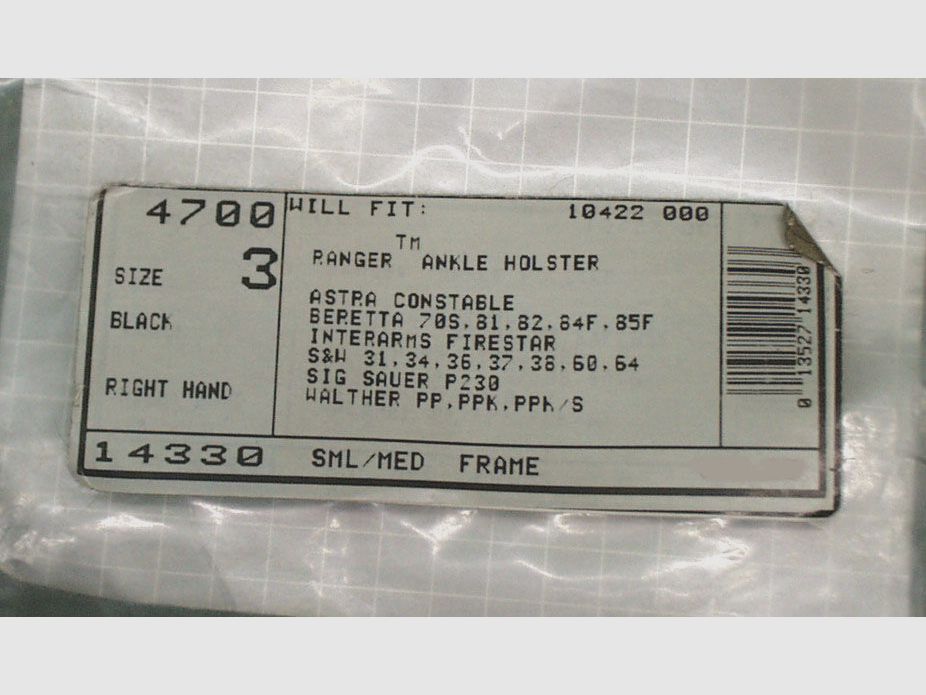 4700
SIZE 3
BLACK
RIGHT HAND
WILL FIT: 10422 000
RANGER™ ANKLE HOLSTER
ASTRA CONSTABLE
BERETTA 70S,81,82,84F,85F
INTERARMS FIRESTAR
S&W 31,34,36,37,38,60,64
SIG SAUER P230
WALTHER PP,PPK,PPK/S
0 13527 14330
14330 SML/MED FRAME